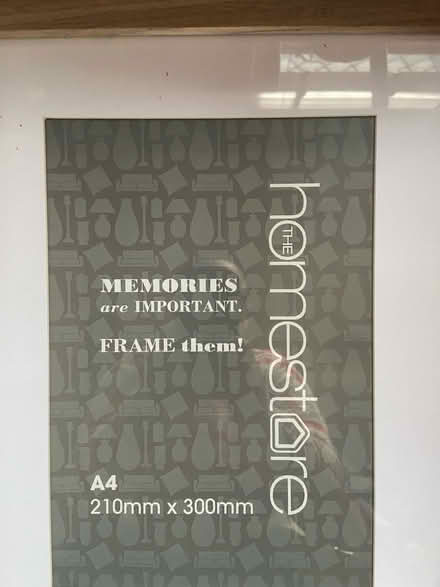 THE
homestore
MEMORIES
are IMPORTANT.
FRAME them!
A4
210mm x 300mm